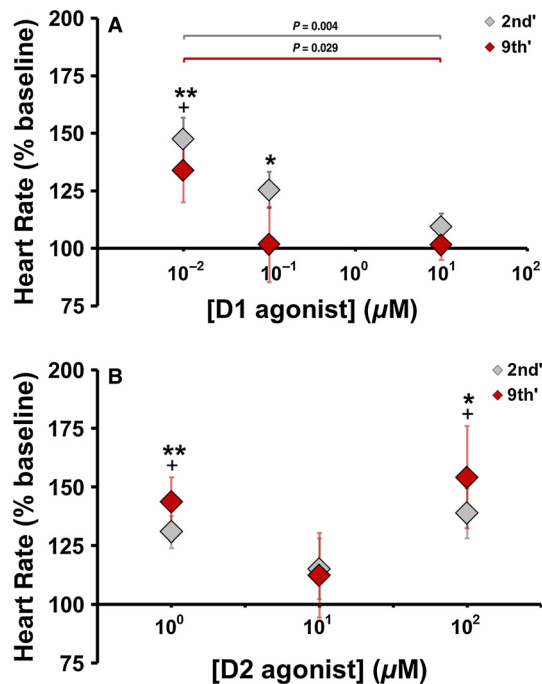 A
200
P = 0.004
2nd'
P = 0.029
9th'
175
**
+
150
*
125
100
75
10⁻²
10⁻¹
10⁰
10¹
10²
Heart Rate (% baseline)
[D1 agonist] (µM)
B
200
2nd'
9th'
175
**
+
*
+
150
125
100
75
10⁰
10¹
10²
Heart Rate (% baseline)
[D2 agonist] (µM)